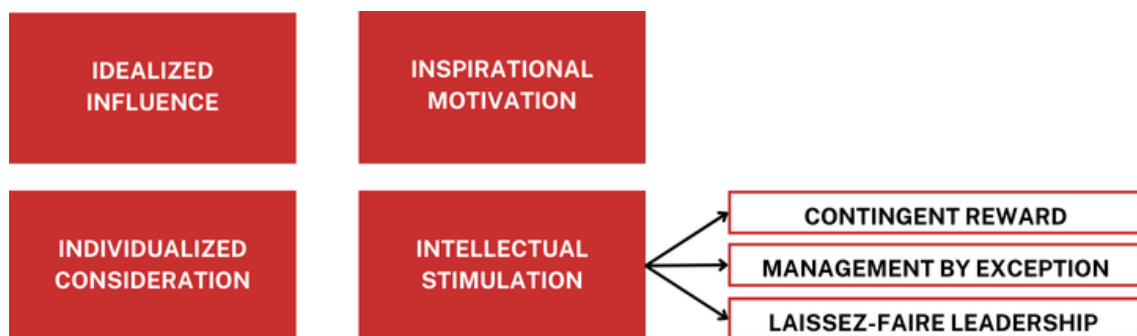 IDEALIZED
INFLUENCE
INSPIRATIONAL
MOTIVATION
INDIVIDUALIZED
CONSIDERATION
INTELLECTUAL
STIMULATION
CONTINGENT REWARD
MANAGEMENT BY EXCEPTION
LAISSEZ-FAIRE LEADERSHIP